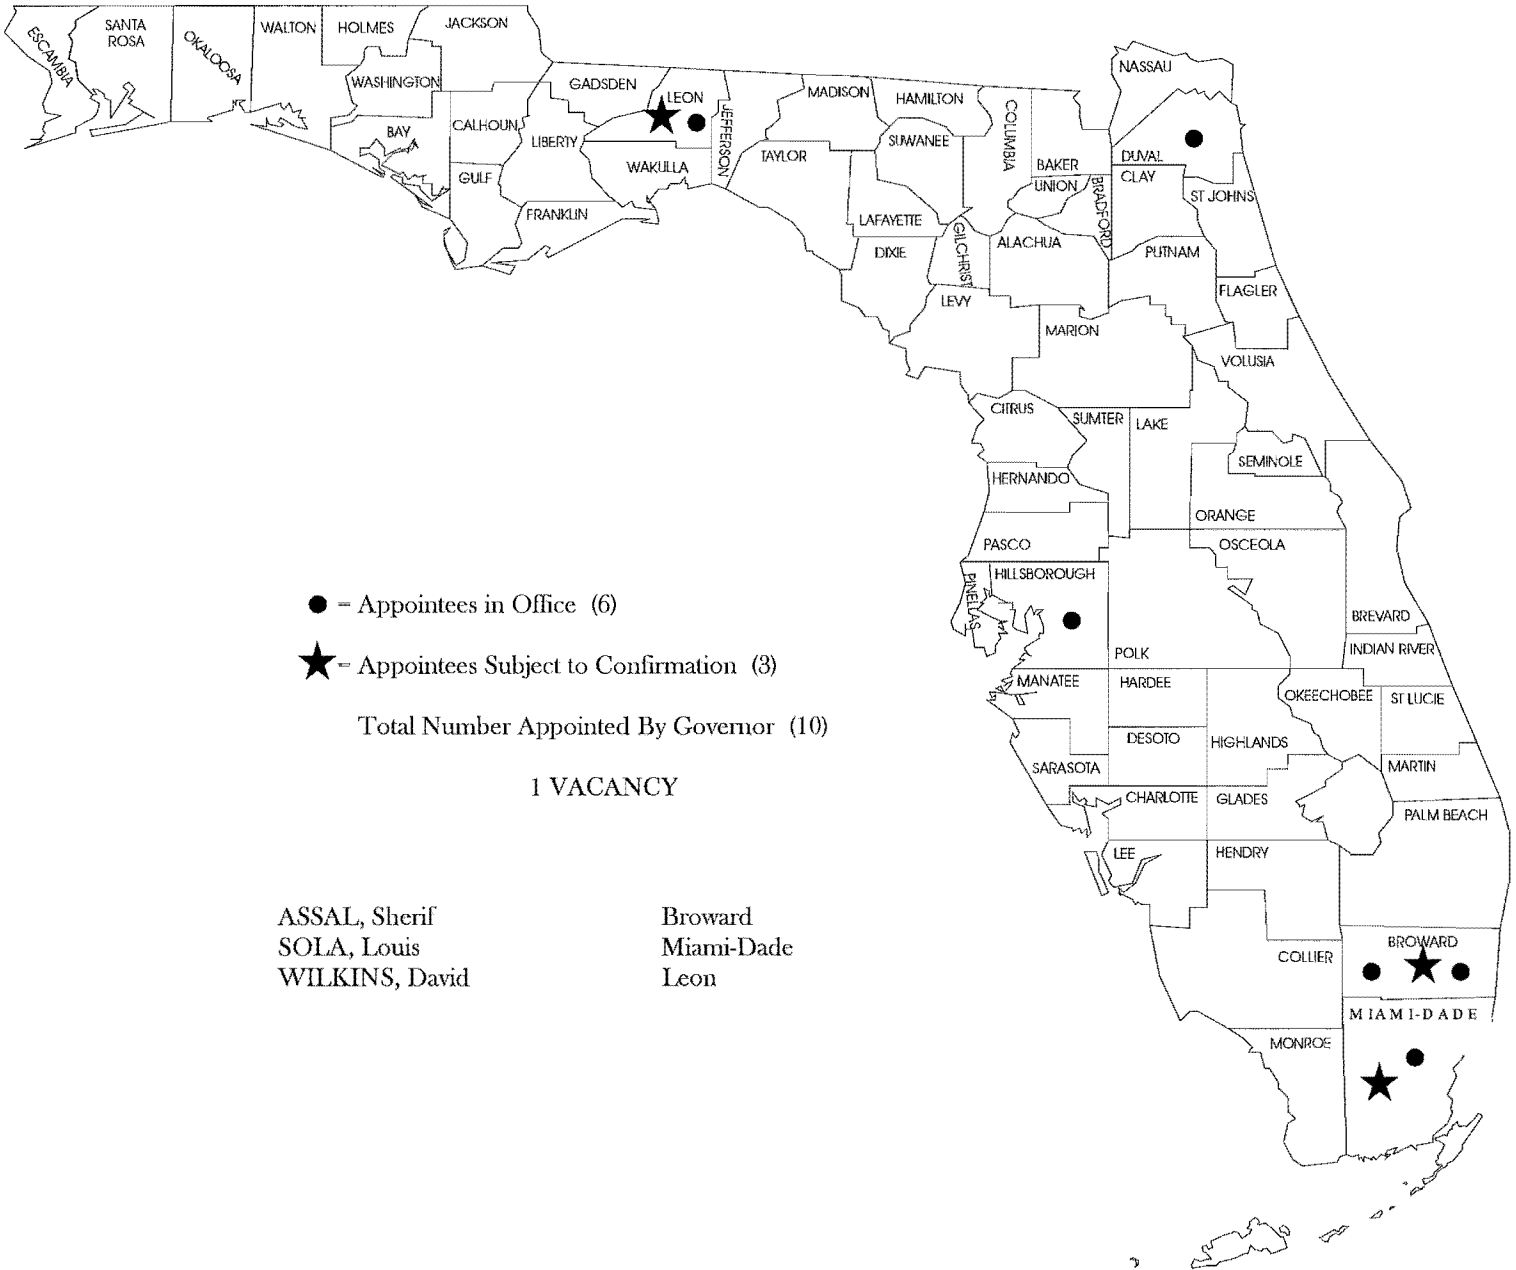 ESCAMBIA
SANTA
ROSA
OKALOOSA
WALTON
HOLMES
JACKSON
WASHINGTON
BAY
CALHOUN
GULF
LIBERTY
GADSDEN
FRANKLIN
LEON
WAKULLA
JEFFERSON
TAYLOR
MADISON
HAMILTON
SUWANEE
LAFAYETTE
DIXIE
COLUMBIA
GILCHRIST
LEVY
BAKER
UNION
BRADFORD
ALACHUA
NASSAU
DUVAL
CLAY
ST JOHNS
PUTNAM
FLAGLER
MARION
VOLUSIA
CITRUS
SUMTER
LAKE
SEMINOLE
HERNANDO
ORANGE
PASCO
OSCEOLA
PINELLAS
HILLSBOROUGH
POLK
BREVARD
INDIAN RIVER
MANATEE
HARDEE
OKEECHOBEE
ST LUCIE
DESOTO
HIGHLANDS
SARASOTA
MARTIN
CHARLOTTE
GLADES
PALM BEACH
LEE
HENDRY
BROWARD
COLLIER
MIAMI-DADE
MONROE
= Appointees in Office (6)
= Appointees Subject to Confirmation (3)
Total Number Appointed By Governor (10)
1 VACANCY
ASSAL, Sherif Broward
SOLA, Louis Miami-Dade
WILKINS, David Leon